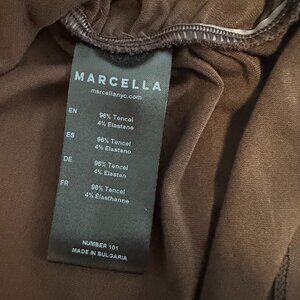 MARCELLA
marcellanyc.com
EN
96% Tencel
4% Elastane
ES
96% Tencel
4% Elastano
DE
96% Tencel
4% Elastan
FR
96% Tencel
4% Elasthanne
NUMBER 101
MADE IN BULGARIA